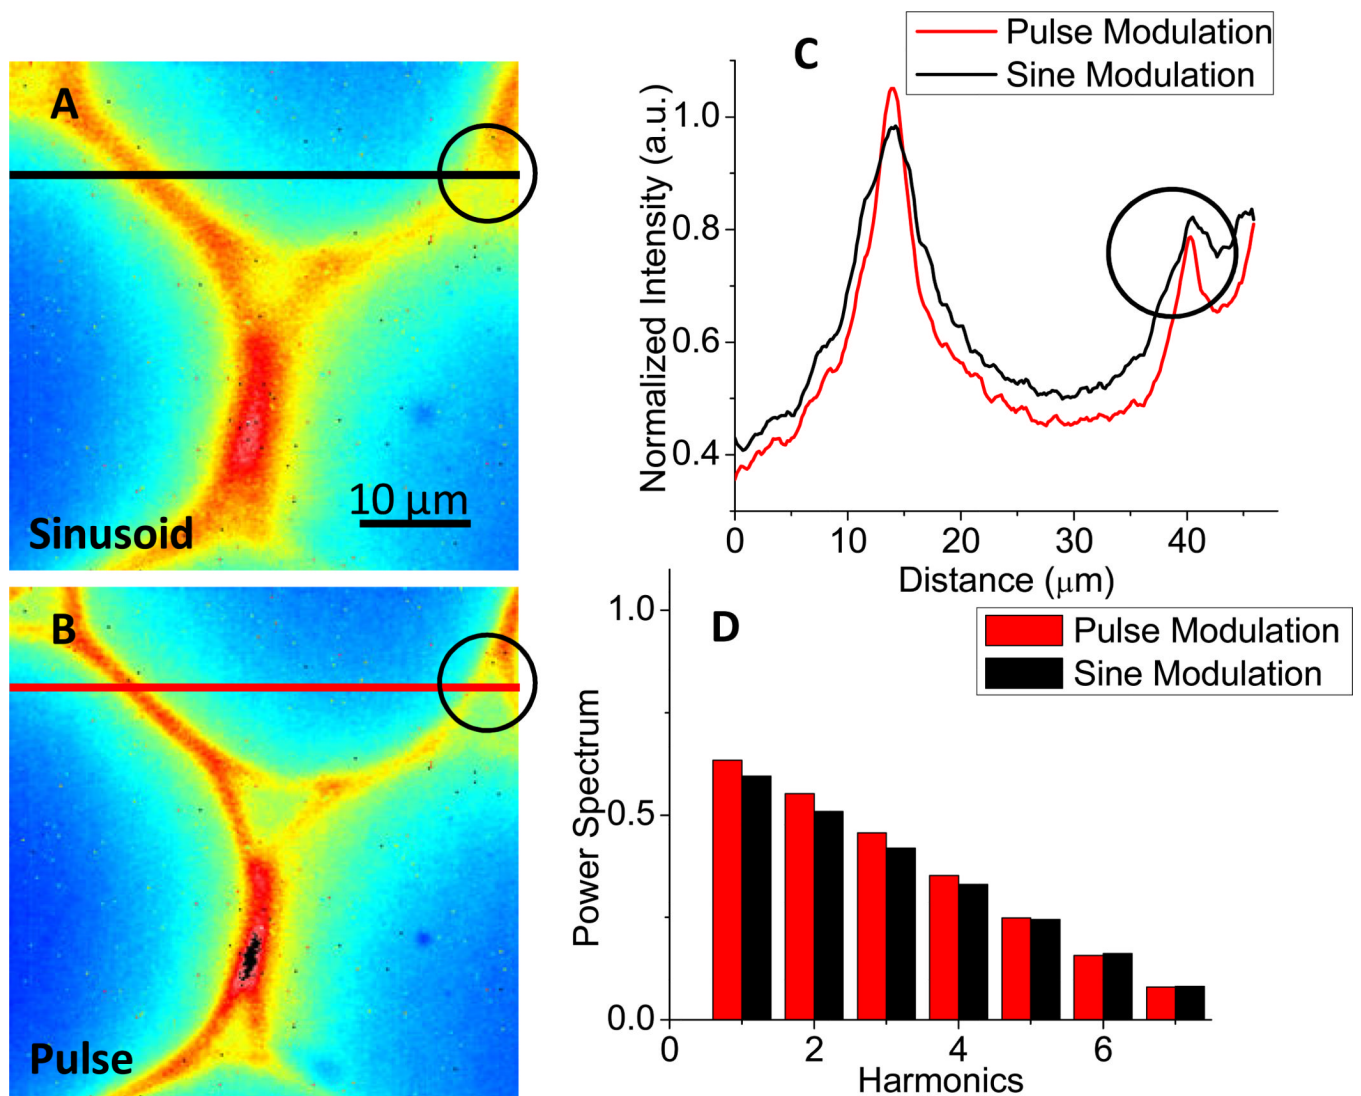 A
10 µm
Sinusoid
B
Pulse
C
Pulse Modulation
Sine Modulation
Normalized Intensity (a.u.)
1.0
0.8
0.6
0.4
0 10 20 30 40
Distance (µm)
D
Pulse Modulation
Sine Modulation
Power Spectrum
1.0
0.5
0.0
0 2 4 6
Harmonics